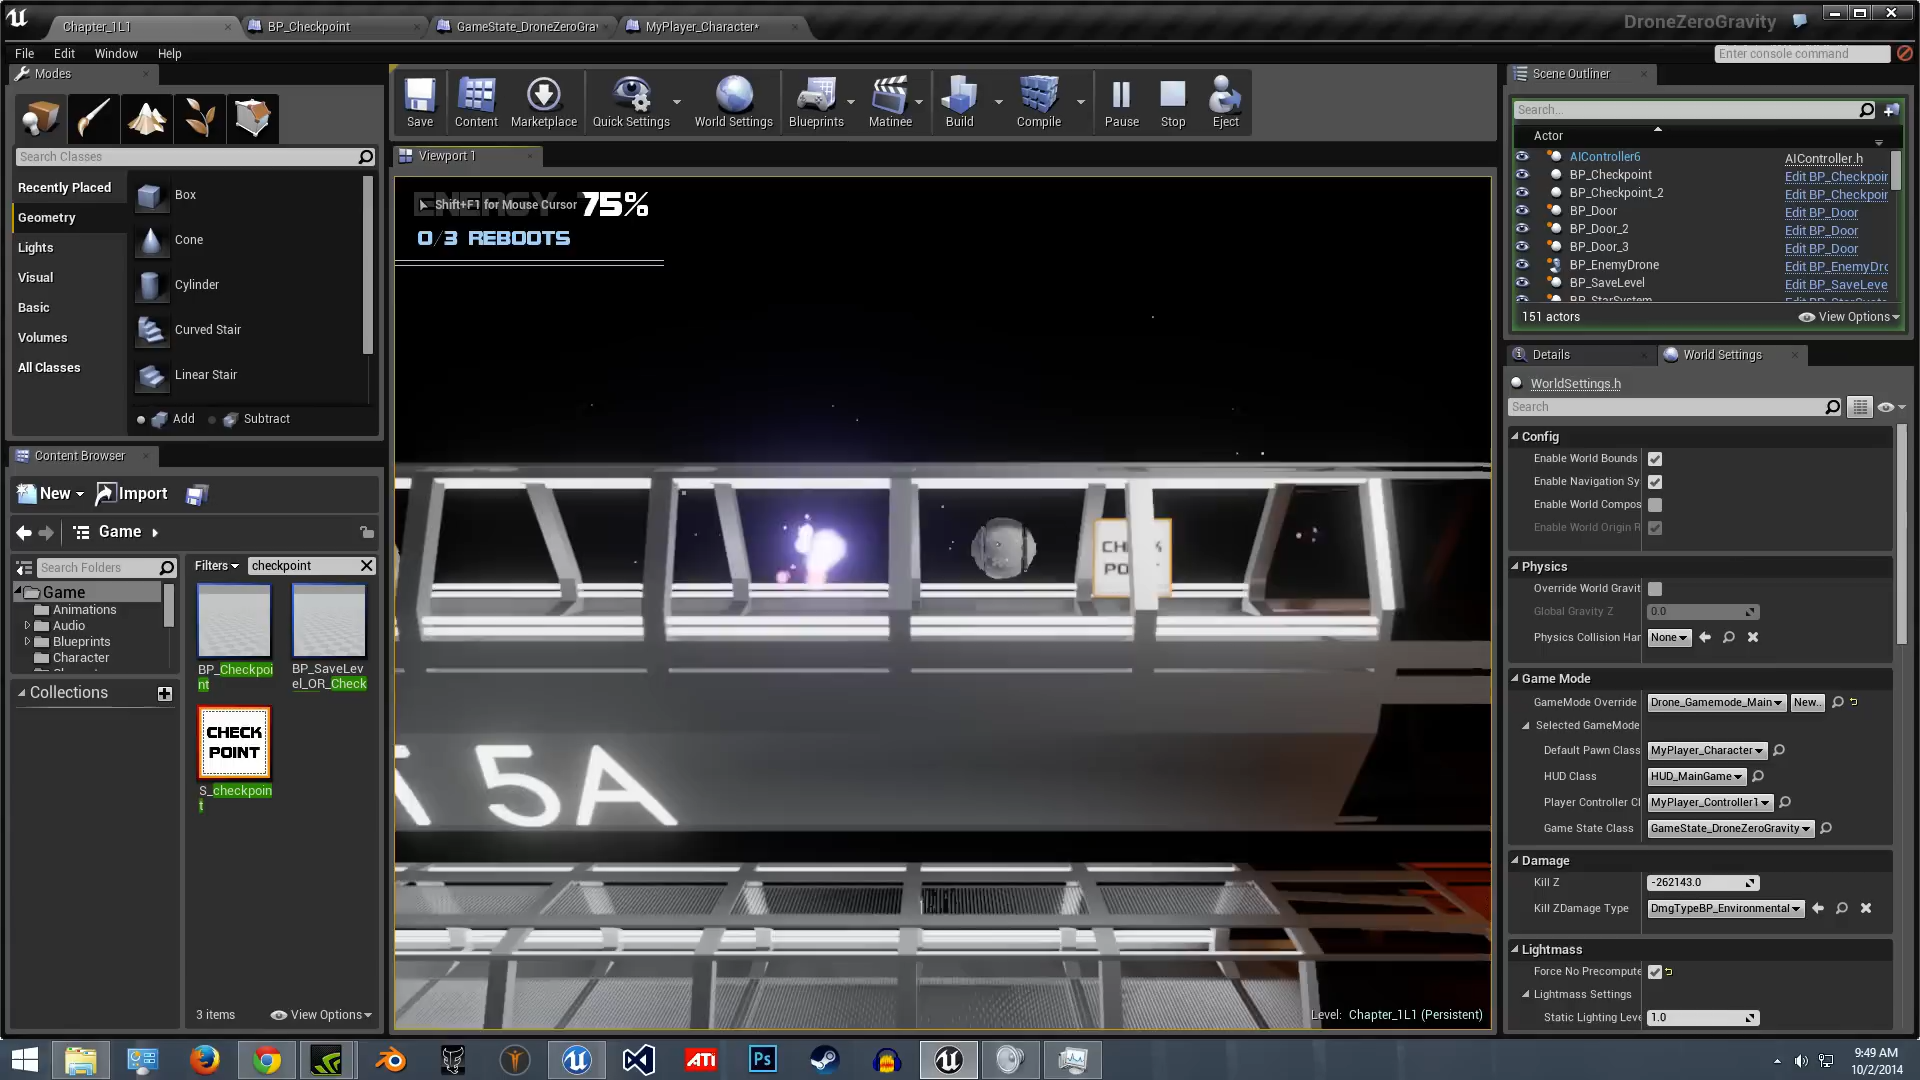 Chapter_1L1
BP_Checkpoint
GameState_DroneZeroGra
MyPlayer_Character*
DroneZeroGravity
File Edit Window Help
Enter console command
Modes
Search Classes
Recently Placed
Geometry
Lights
Visual
Basic
Volumes
All Classes
Box
Cone
Cylinder
Curved Stair
Linear Stair
Add
Subtract
Save
Content
Marketplace
Quick Settings
World Settings
Blueprints
Matinee
Build
Compile
Pause
Stop
Eject
Viewport 1
ENERGY 75%
Shift+F1 for Mouse Cursor
0/3 REBOOTS
CHECK
POINT
5A
Level: Chapter_1L1 (Persistent)
Content Browser
New
Import
Game
Search Folders
Game
Animations
Audio
Blueprints
Character
Collections
Filters
checkpoint
BP_Checkpoi
nt
BP_SaveLev
el_OR_Check
CHECK
POINT
S_checkpoin
t
3 items
View Options
Scene Outliner
Search...
Actor
AIController6 AIController.h
BP_Checkpoint Edit BP_Checkpoir
BP_Checkpoint_2 Edit BP_Checkpoir
BP_Door Edit BP_Door
BP_Door_2 Edit BP_Door
BP_Door_3 Edit BP_Door
BP_EnemyDrone Edit BP_EnemyDrc
BP_SaveLevel Edit BP_SaveLeve
151 actors
View Options
Details
World Settings
WorldSettings.h
Search
Config
Enable World Bounds
Enable Navigation Sy
Enable World Compos
Enable World Origin R
Physics
Override World Gravit
Global Gravity Z 0.0
Physics Collision Har None
Game Mode
GameMode Override Drone_Gamemode_Main New..
Selected GameMode
Default Pawn Class MyPlayer_Character
HUD Class HUD_MainGame
Player Controller Cl MyPlayer_Controller1
Game State Class GameState_DroneZeroGravity
Damage
Kill Z -262143.0
Kill ZDamage Type DmgTypeBP_Environmental
Lightmass
Force No Precompute
Lightmass Settings
Static Lighting Leve 1.0
ATI
Ps
9:49 AM
10/2/2014